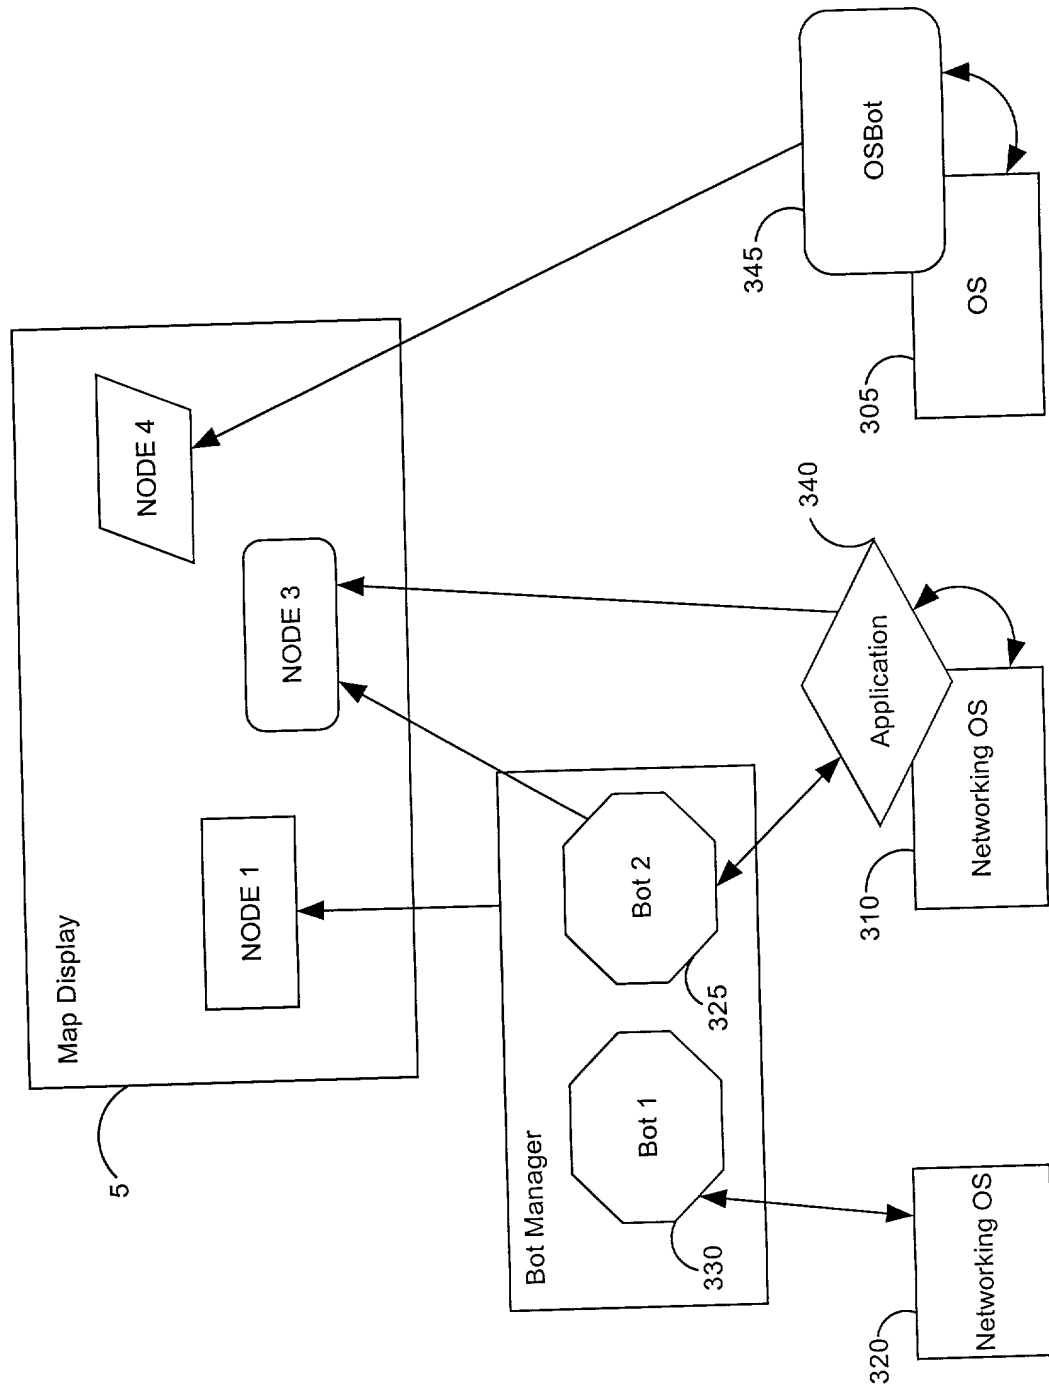 Map Display
5
NODE 1
NODE 3
NODE 4
Bot Manager
Bot 1
Bot 2
330
325
340
345
Application
OSBot
320
Networking OS
310
Networking OS
305
OS